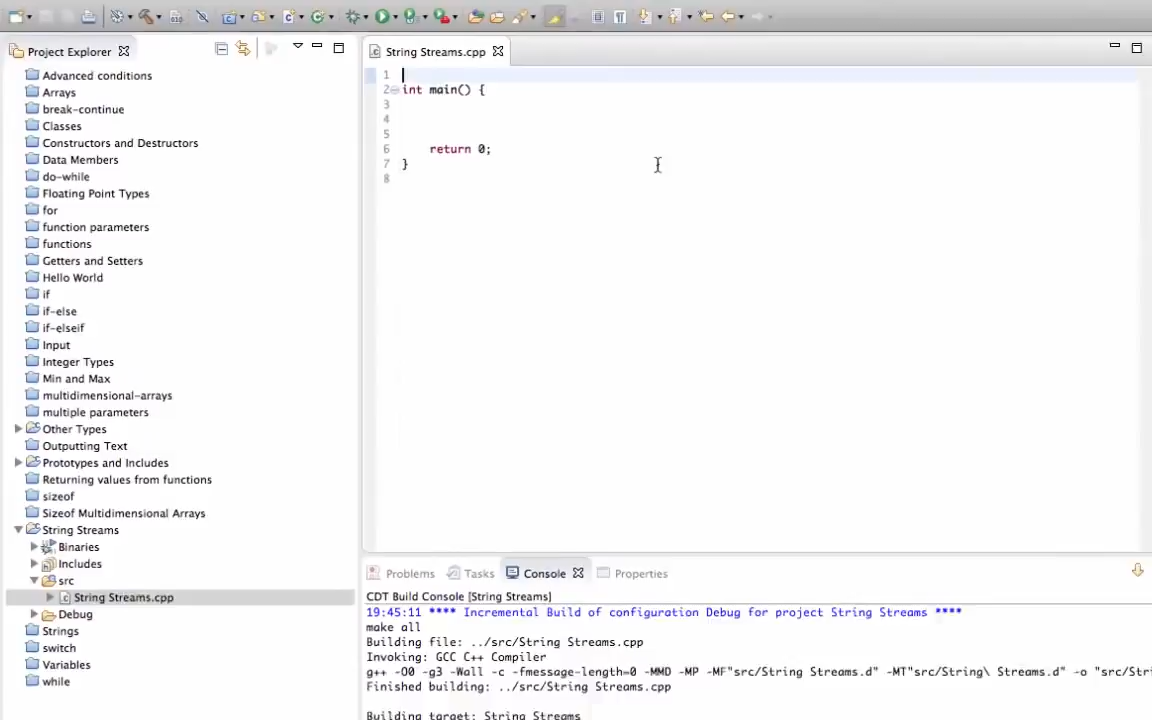 Project Explorer
String Streams.cpp
Advanced conditions
Arrays
break-continue
Classes
Constructors and Destructors
Data Members
do-while
Floating Point Types
for
function parameters
functions
Getters and Setters
Hello World
if
if-else
if-elseif
Input
Integer Types
Min and Max
multidimensional-arrays
multiple parameters
Other Types
Outputting Text
Prototypes and Includes
Returning values from functions
sizeof
Sizeof Multidimensional Arrays
String Streams
Binaries
Includes
src
String Streams.cpp
Debug
Strings
switch
Variables
while
1
2 int main() {
3
4
5
6 return 0;
7 }
8
Problems Tasks Console Properties
CDT Build Console [String Streams]
19:45:11 **** Incremental Build of configuration Debug for project String Streams ****
make all
Building file: ../src/String Streams.cpp
Invoking: GCC C++ Compiler
g++ -O0 -g3 -Wall -c -fmessage-length=0 -MMD -MP -MF"src/String Streams.d" -MT"src/String\ Streams.d" -o "src/Stri
Finished building: ../src/String Streams.cpp
Building target: String Streams